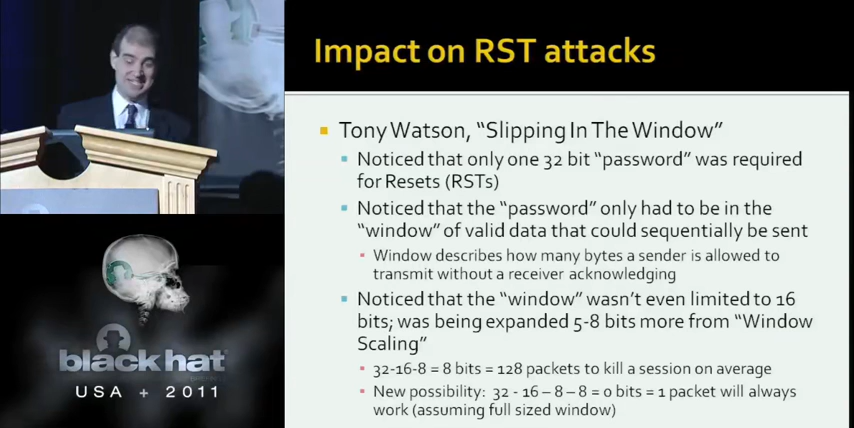 Impact on RST attacks
Tony Watson, “Slipping In The Window”
Noticed that only one 32 bit “password” was required
for Resets (RSTs)
Noticed that the “password” only had to be in the
“window” of valid data that could sequentially be sent
Window describes how many bytes a sender is allowed to
transmit without a receiver acknowledging
Noticed that the “window” wasn’t even limited to 16
bits; was being expanded 5-8 bits more from “Window
Scaling”
32-16-8 = 8 bits = 128 packets to kill a session on average
New possibility: 32 - 16 – 8 – 8 = 0 bits = 1 packet will always
work (assuming full sized window)
black hat
USA + 2011